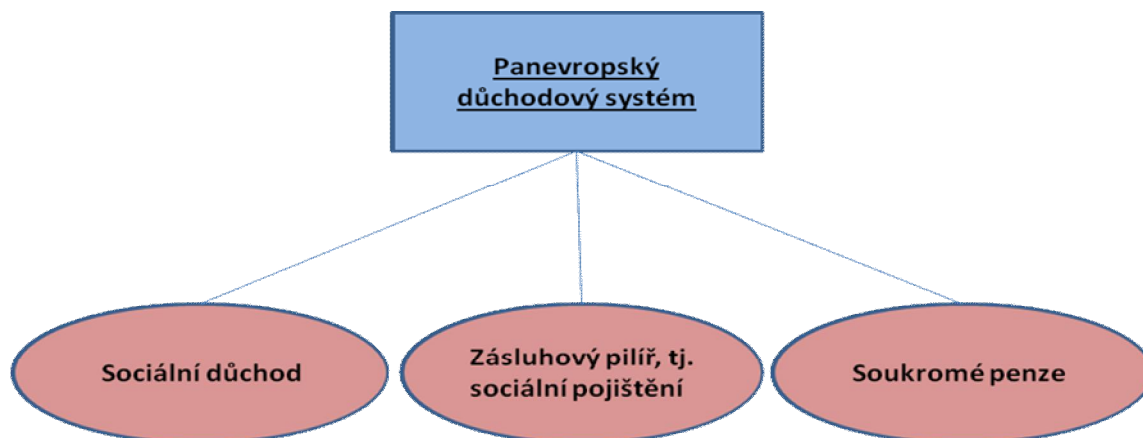 Panevropský
důchodový systém
Sociální důchod
Zásluhový pilíř, tj.
sociální pojištění
Soukromé penze